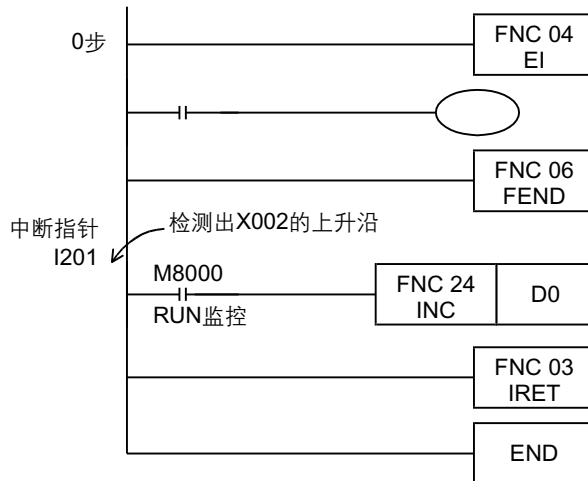 0步
FNC 04
EI
FNC 06
FEND
中断指针
I201
检测出X002的上升沿
M8000
RUN监控
FNC 24
INC
D0
FNC 03
IRET
END